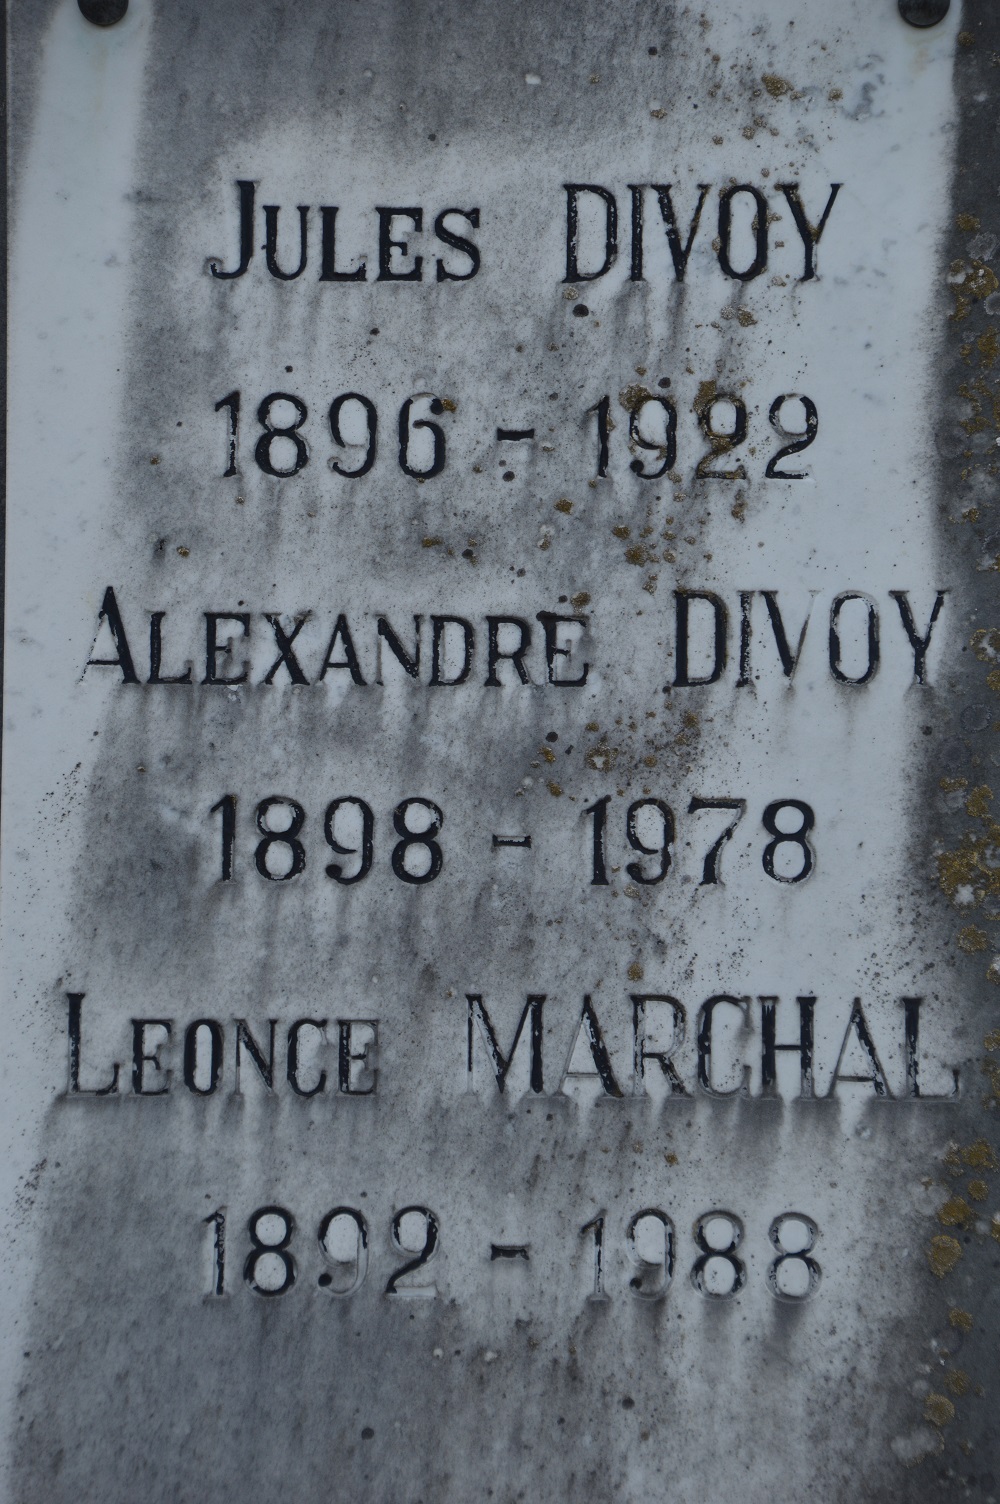 JULES DIVOY
1896 - 1922
ALEXANDRE DIVOY
1898 - 1978
LEONCE MARCHAL
1892 - 1988